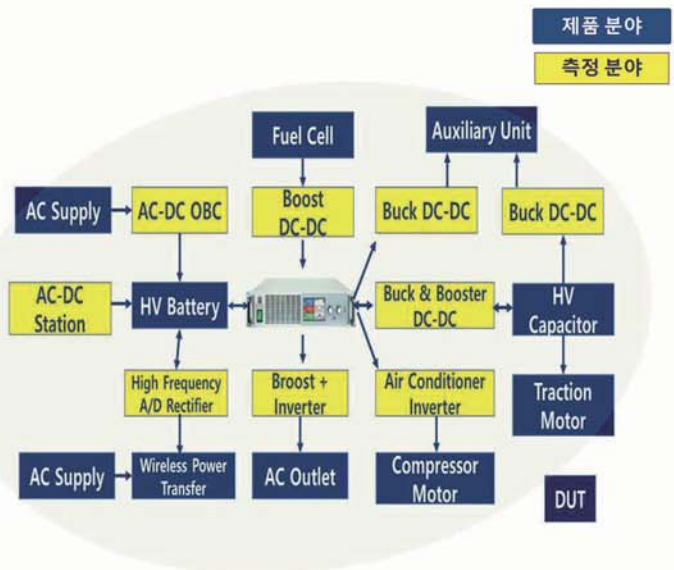 제품 분야
측정 분야
Fuel Cell
Auxiliary Unit
AC Supply
AC-DC OBC
Boost
DC-DC
Buck DC-DC
Buck DC-DC
AC-DC
Station
HV Battery
Buck & Booster
DC-DC
HV
Capacitor
High Frequency
A/D Rectifier
Broost +
Inverter
Air Conditioner
Inverter
Traction
Motor
AC Supply
Wireless Power
Transfer
AC Outlet
Compressor
Motor
DUT